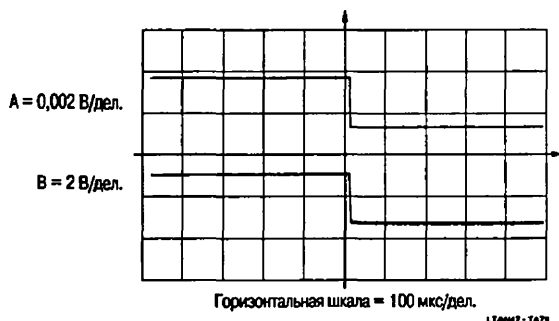 A = 0,002 В/дел.
B = 2 В/дел.
Горизонтальная шкала = 100 мкс/дел.